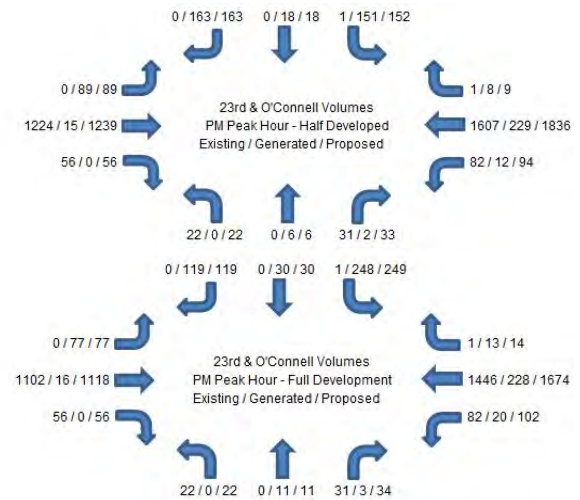 0 / 163 / 163 0 / 18 / 18 1 / 151 / 152
0 / 89 / 89 1 / 8 / 9
23rd & O'Connell Volumes
1224 / 15 / 1239 PM Peak Hour - Half Developed 1607 / 229 / 1836
Existing / Generated / Proposed
56 / 0 / 56 82 / 12 / 94
22 / 0 / 22 0 / 6 / 6 31 / 2 / 33
0 / 119 / 119 0 / 30 / 30 1 / 248 / 249
0 / 77 / 77 1 / 13 / 14
23rd & O'Connell Volumes
1102 / 16 / 1118 PM Peak Hour - Full Development 1446 / 228 / 1674
Existing / Generated / Proposed
56 / 0 / 56 82 / 20 / 102
22 / 0 / 22 0 / 11 / 11 31 / 3 / 34